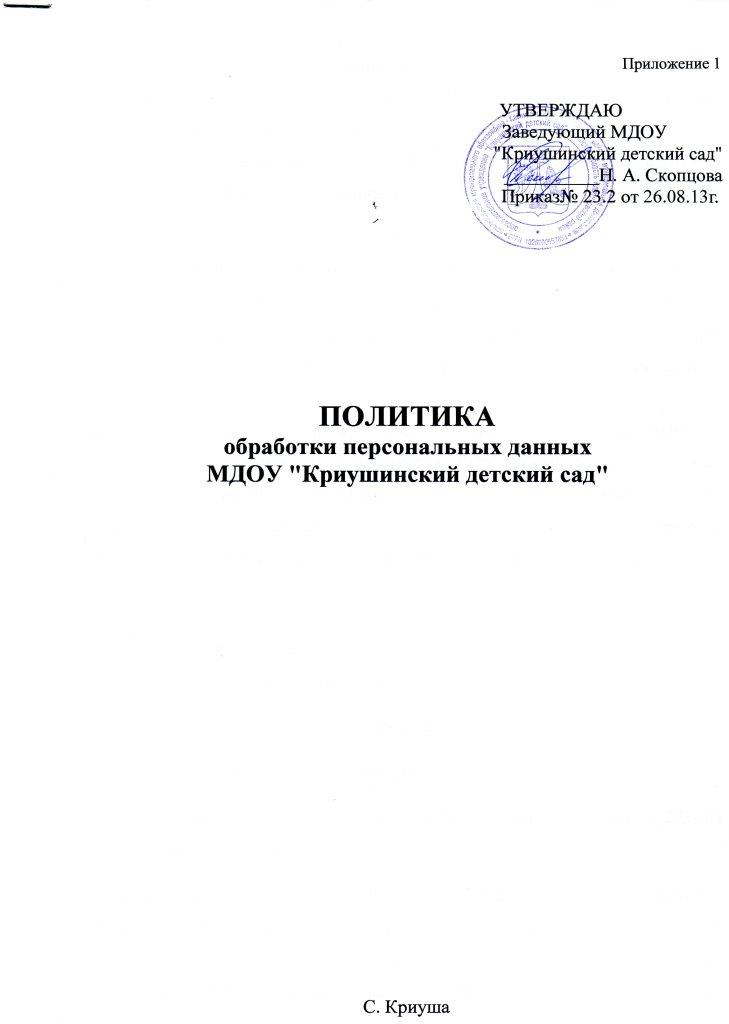 Приложение 1
УТВЕРЖДАЮ
Заведующий МДОУ
"Криушинский детский сад"
Н. А. Скопцова
Приказ№ 23.2 от 26.08.13г.
ПОЛИТИКА
обработки персональных данных
МДОУ "Криушинский детский сад"
С. Криуша